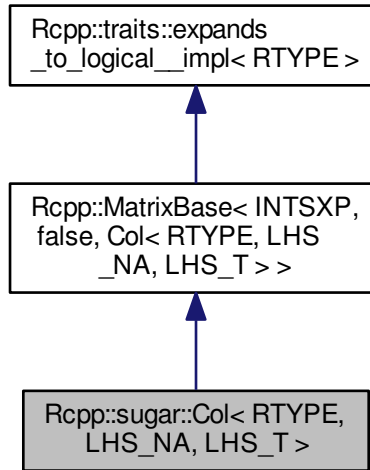 Rcpp::traits::expands
_to_logical__impl< RTYPE >
Rcpp::MatrixBase< INTSXP,
false, Col< RTYPE, LHS
_NA, LHS_T > >
Rcpp::sugar::Col< RTYPE,
LHS_NA, LHS_T >